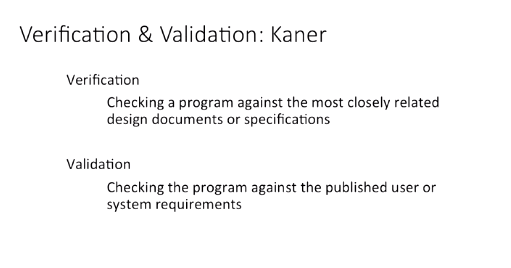 Verification & Validation: Kaner
Verification
Checking a program against the most closely related
design documents or specifications
Validation
Checking the program against the published user or
system requirements